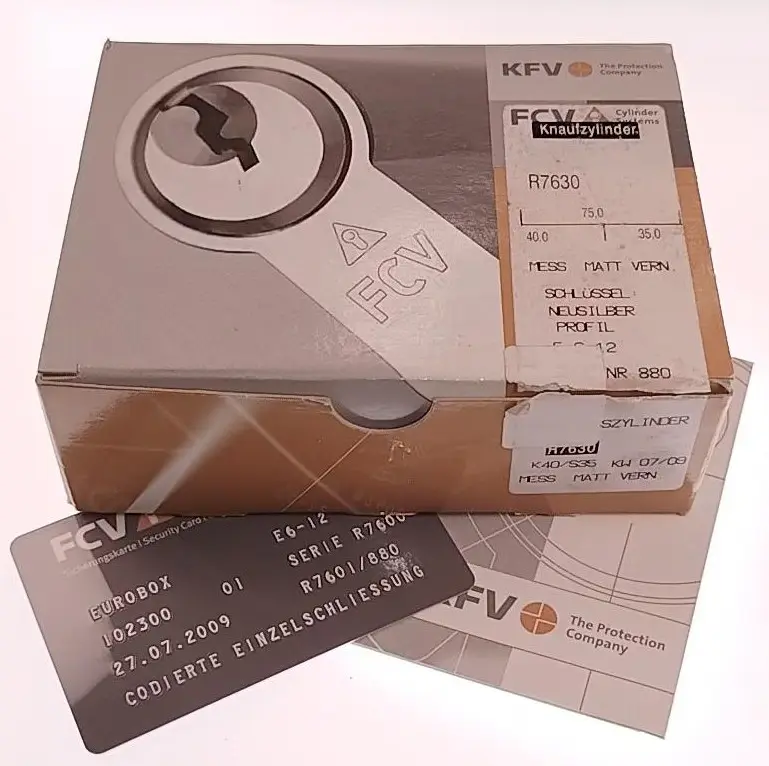 KFV The Protection Company
FCV Cylinder Systems
Knaufzylinder
R7630
75,0
40,0 35,0
MESS MATT VERN.
SCHLÜSSEL:
NEUSILBER
PROFIL
12
NR 880
FCV
SZYLINDER
R7630
K40/S35 KW 07/09
MESS MATT VERN
FCV
Sicherungskarte | Security Card
E6-12
EUROBOX 01 SERIE R7600
102300 R7601/880
27.07.2009
CODIERTE EINZELSCHLIESSUNG
KFV The Protection Company